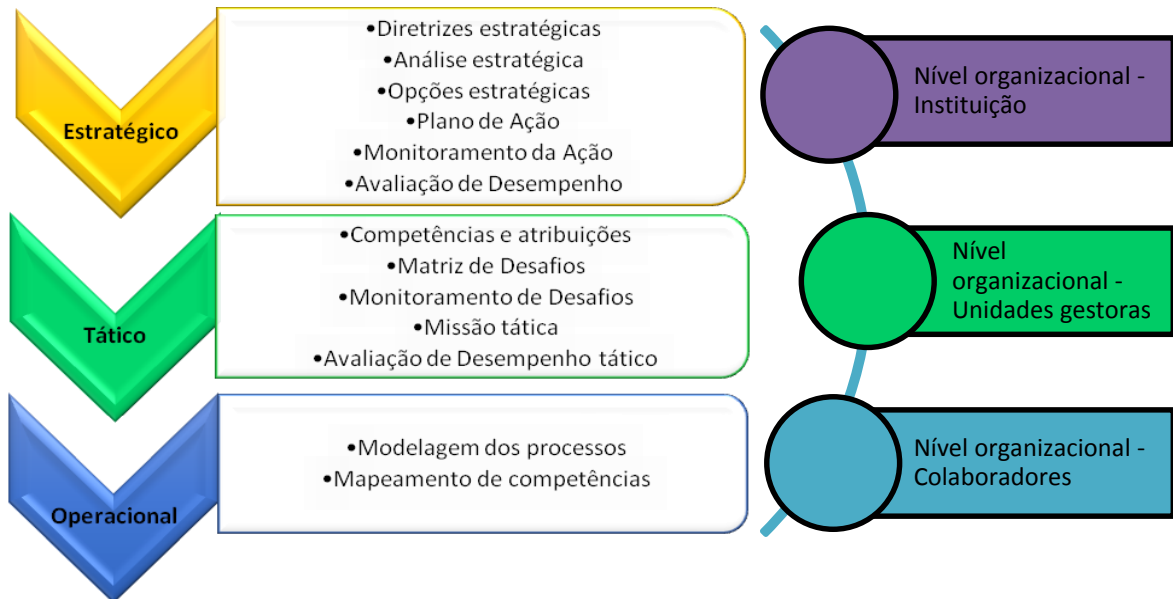 Estratégico
•Diretrizes estratégicas
•Análise estratégica
•Opções estratégicas
•Plano de Ação
•Monitoramento da Ação
•Avaliação de Desempenho
Nível organizacional -
Instituição
Tático
•Competências e atribuições
•Matriz de Desafios
•Monitoramento de Desafios
•Missão tática
•Avaliação de Desempenho tático
Nível
organizacional -
Unidades gestoras
Operacional
•Modelagem dos processos
•Mapeamento de competências
Nível organizacional -
Colaboradores